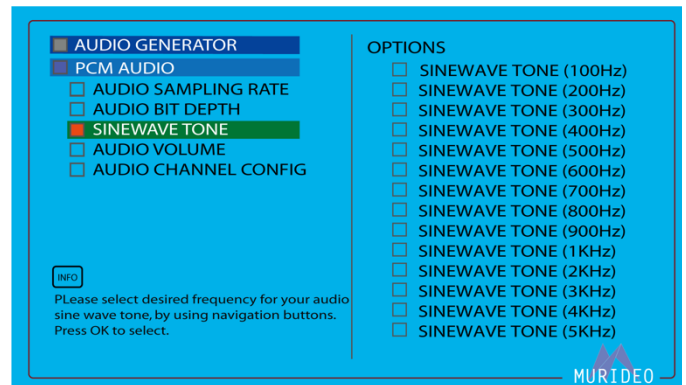 AUDIO GENERATOR
PCM AUDIO
AUDIO SAMPLING RATE
AUDIO BIT DEPTH
SINEWAVE TONE
AUDIO VOLUME
AUDIO CHANNEL CONFIG
INFO
PLease select desired frequency for your audio
sine wave tone, by using navigation buttons.
Press OK to select.
OPTIONS
SINEWAVE TONE (100Hz)
SINEWAVE TONE (200Hz)
SINEWAVE TONE (300Hz)
SINEWAVE TONE (400Hz)
SINEWAVE TONE (500Hz)
SINEWAVE TONE (600Hz)
SINEWAVE TONE (700Hz)
SINEWAVE TONE (800Hz)
SINEWAVE TONE (900Hz)
SINEWAVE TONE (1KHz)
SINEWAVE TONE (2KHz)
SINEWAVE TONE (3KHz)
SINEWAVE TONE (4KHz)
SINEWAVE TONE (5KHz)
MURIDEO